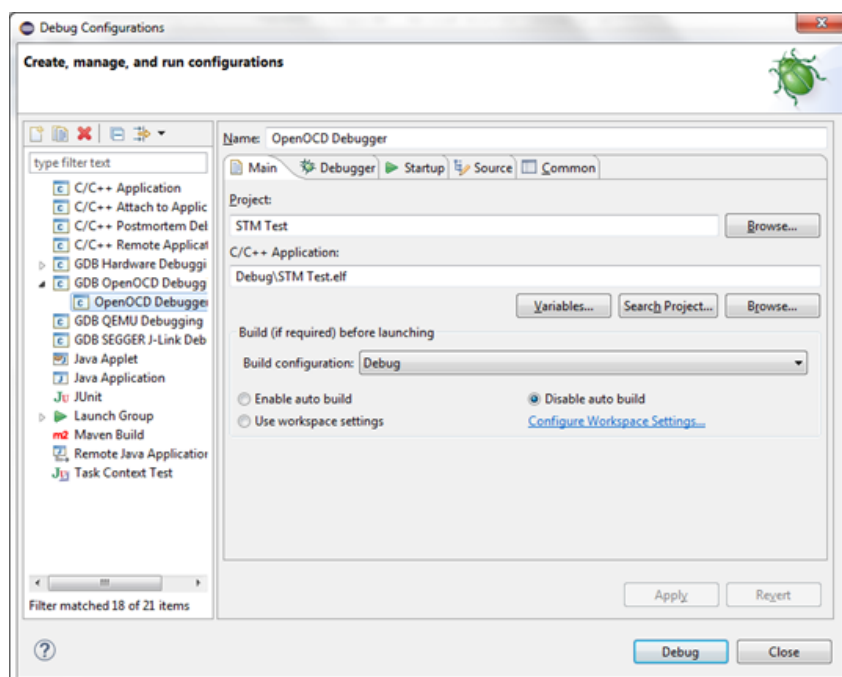 Debug Configurations
Create, manage, and run configurations
type filter text
C/C++ Application
C/C++ Attach to Applic
C/C++ Postmortem Del
C/C++ Remote Applicat
GDB Hardware Debuggi
GDB OpenOCD Debugg
OpenOCD Debugger
GDB QEMU Debugging
GDB SEGGER J-Link Deb
Java Applet
Java Application
JUnit
Launch Group
Maven Build
Remote Java Application
Task Context Test
Filter matched 18 of 21 items
Name: OpenOCD Debugger
Main Debugger Startup Source Common
Project:
STM Test
Browse...
C/C++ Application:
Debug\STM Test.elf
Variables... Search Project... Browse...
Build (if required) before launching
Build configuration: Debug
Enable auto build Disable auto build
Use workspace settings Configure Workspace Settings...
Apply Revert
Debug Close